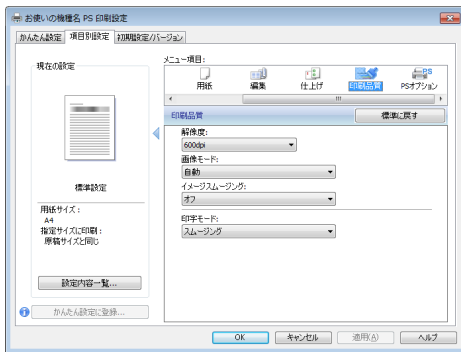 お使いの機種名 PS 印刷設定
かんたん設定
項目別設定
初期設定/バージョン
現在の設定
標準設定
用紙サイズ：
A4
指定サイズに印刷：
原稿サイズと同じ
設定内容一覧...
かんたん設定に登録...
メニュー項目：
用紙
編集
仕上げ
印刷品質
PS
PSオプション
印刷品質
標準に戻す
解像度:
600dpi
画像モード:
自動
イメージスムージング:
オフ
印字モード:
スムージング
OK
キャンセル
適用(A)
ヘルプ